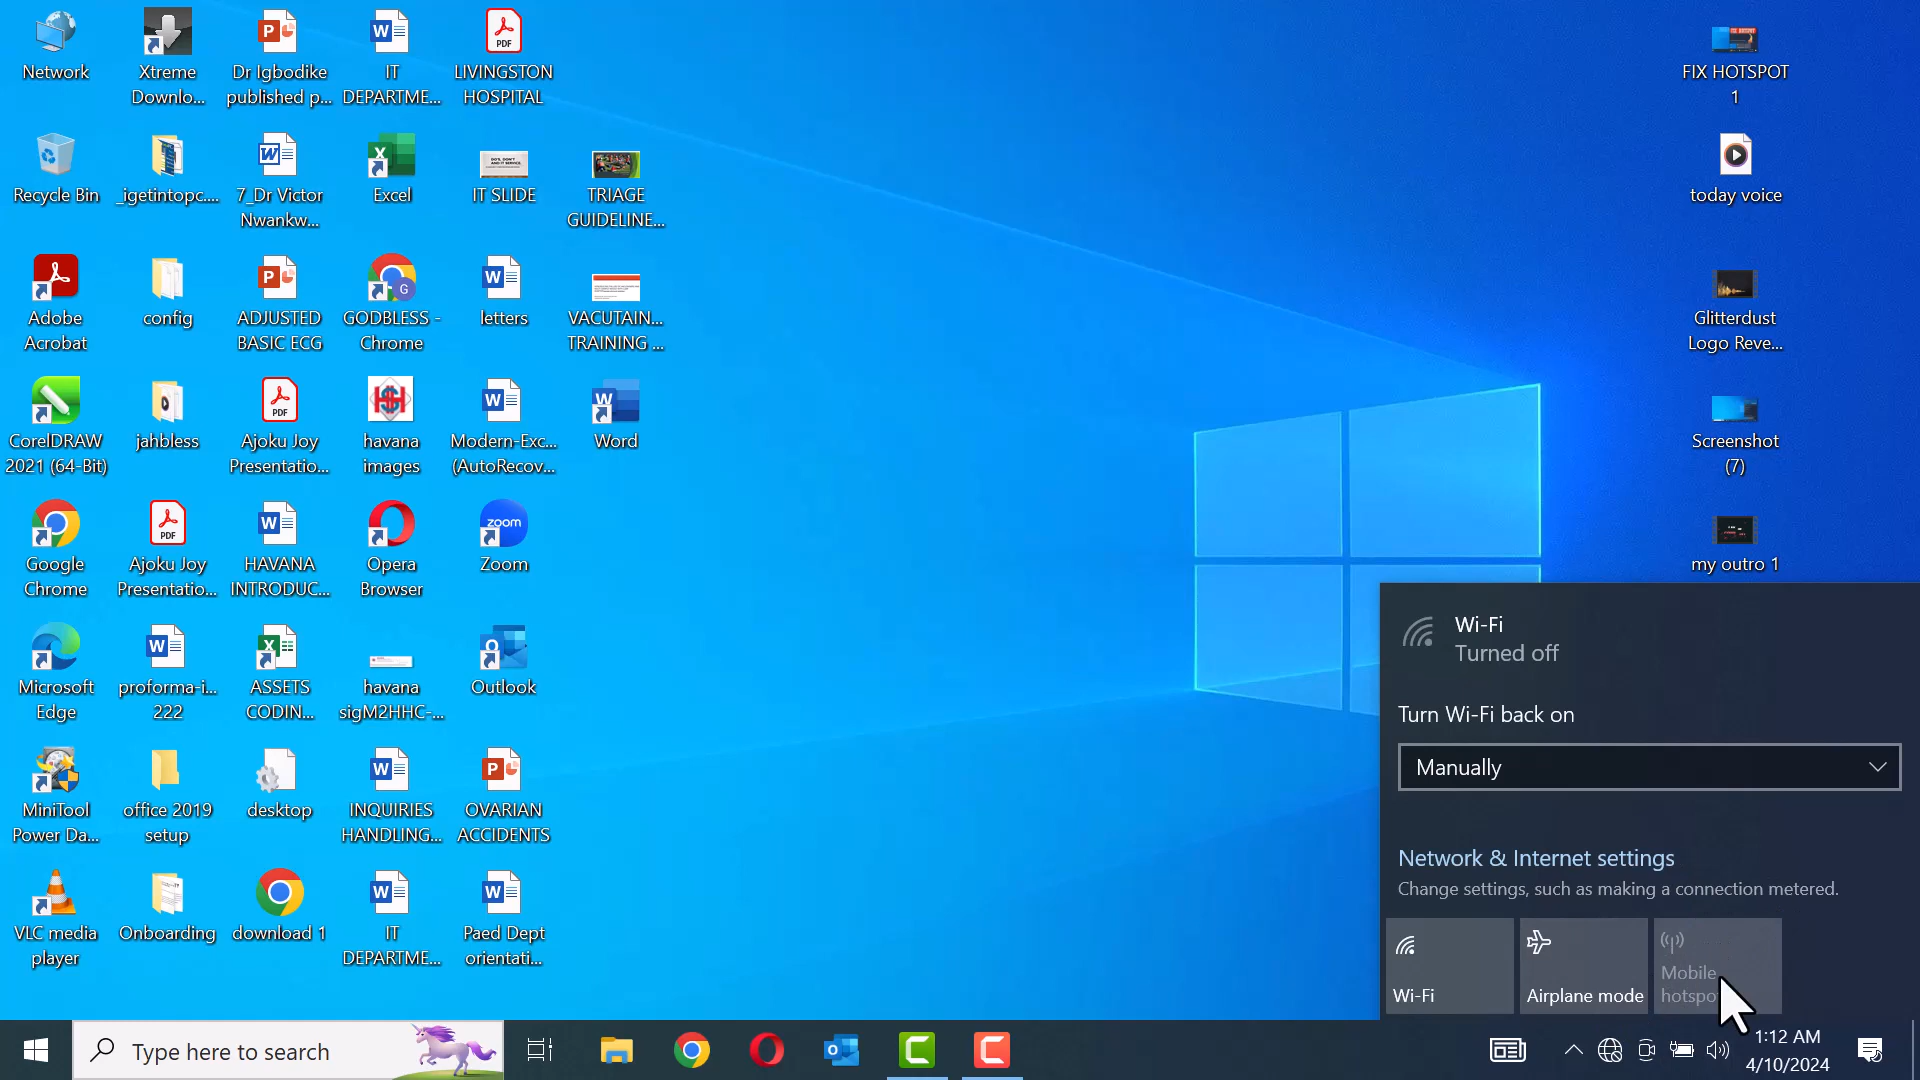 Network
Xtreme
Downlo...
Dr Igbodike
published p...
IT
DEPARTME...
LIVINGSTON
HOSPITAL
FIX HOTSPOT
1
Recycle Bin
_igetintopc....
7_Dr Victor
Nwankw...
Excel
IT SLIDE
TRIAGE
GUIDELINE...
today voice
Adobe
Acrobat
config
ADJUSTED
BASIC ECG
GODBLESS -
Chrome
letters
VACUTAIN...
TRAINING ...
Glitterdust
Logo Reve...
CorelDRAW
2021 (64-Bit)
jahbless
Ajoku Joy
Presentatio...
havana
images
Modern-Exc...
(AutoRecov...
Word
Screenshot
(7)
Google
Chrome
Ajoku Joy
Presentatio...
HAVANA
INTRODUC...
Opera
Browser
zoom
Zoom
my outro 1
Microsoft
Edge
proforma-i...
222
ASSETS
CODIN...
havana
sigM2HHC-...
Outlook
MiniTool
Power Da...
office 2019
setup
desktop
INQUIRIES
HANDLING...
OVARIAN
ACCIDENTS
VLC media
player
Onboarding
download 1
IT
DEPARTME...
Paed Dept
orientati...
Wi-Fi
Turned off
Turn Wi-Fi back on
Manually
Network & Internet settings
Change settings, such as making a connection metered.
Wi-Fi
Airplane mode
Mobile
Type here to search
1:12 AM
4/10/2024